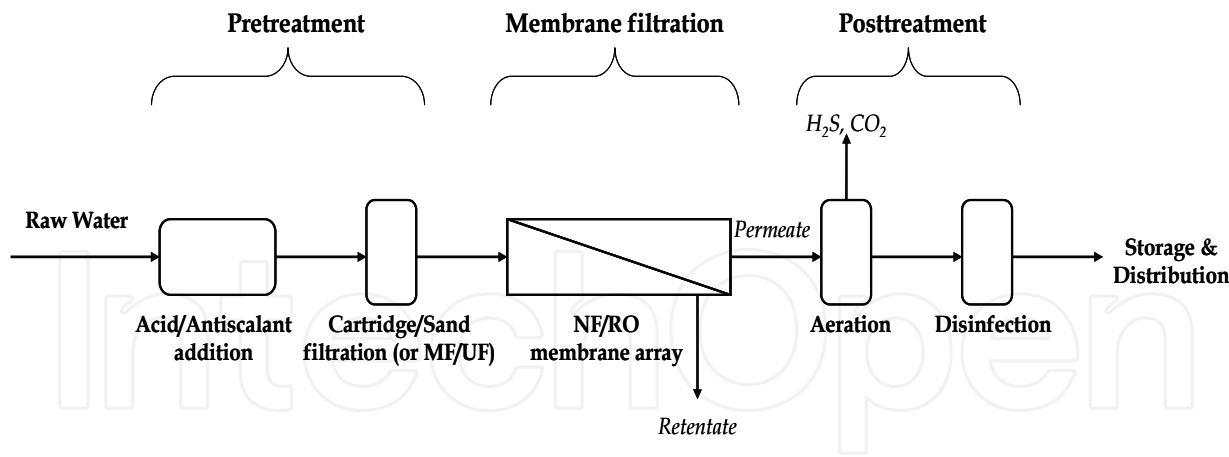 Pretreatment
Membrane filtration
Posttreatment
H₂S, CO₂
Raw Water
Permeate
Storage &
Distribution
Acid/Antiscalant
addition
Cartridge/Sand
filtration (or MF/UF)
NF/RO
membrane array
Aeration
Disinfection
Retentate
IntechOpen